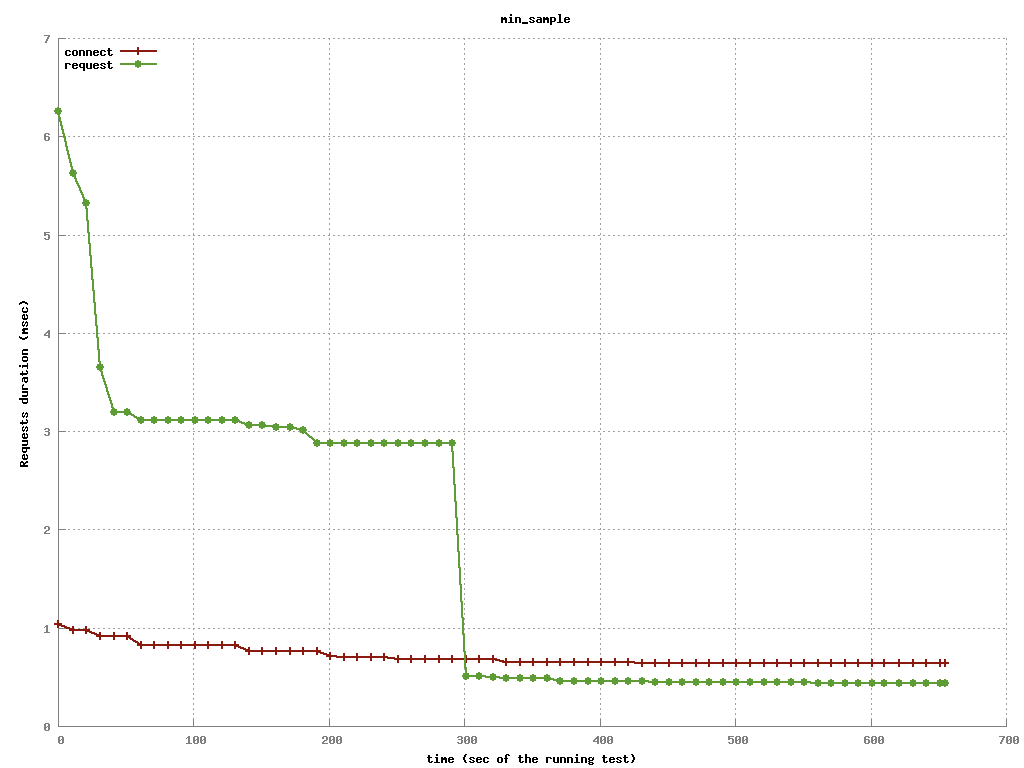 min_sample
7
connect
request
6
5
4
3
2
1
0
Requests duration (msec)
0 100 200 300 400 500 600 700
time (sec of the running test)